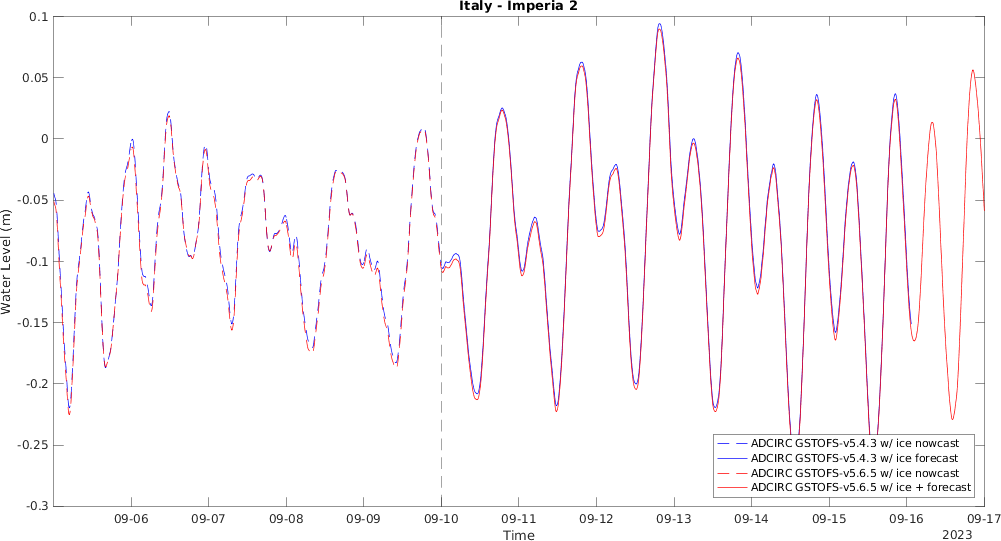 Italy - Imperia 2
0.1
0.05
0
-0.05
-0.1
-0.15
-0.2
-0.25
-0.3
Water Level (m)
ADCIRC GSTOFS-v5.4.3 w/ ice nowcast
ADCIRC GSTOFS-v5.4.3 w/ ice forecast
ADCIRC GSTOFS-v5.6.5 w/ ice nowcast
ADCIRC GSTOFS-v5.6.5 w/ ice + forecast
09-06 09-07 09-08 09-09 09-10 09-11 09-12 09-13 09-14 09-15 09-16 09-17
Time
2023